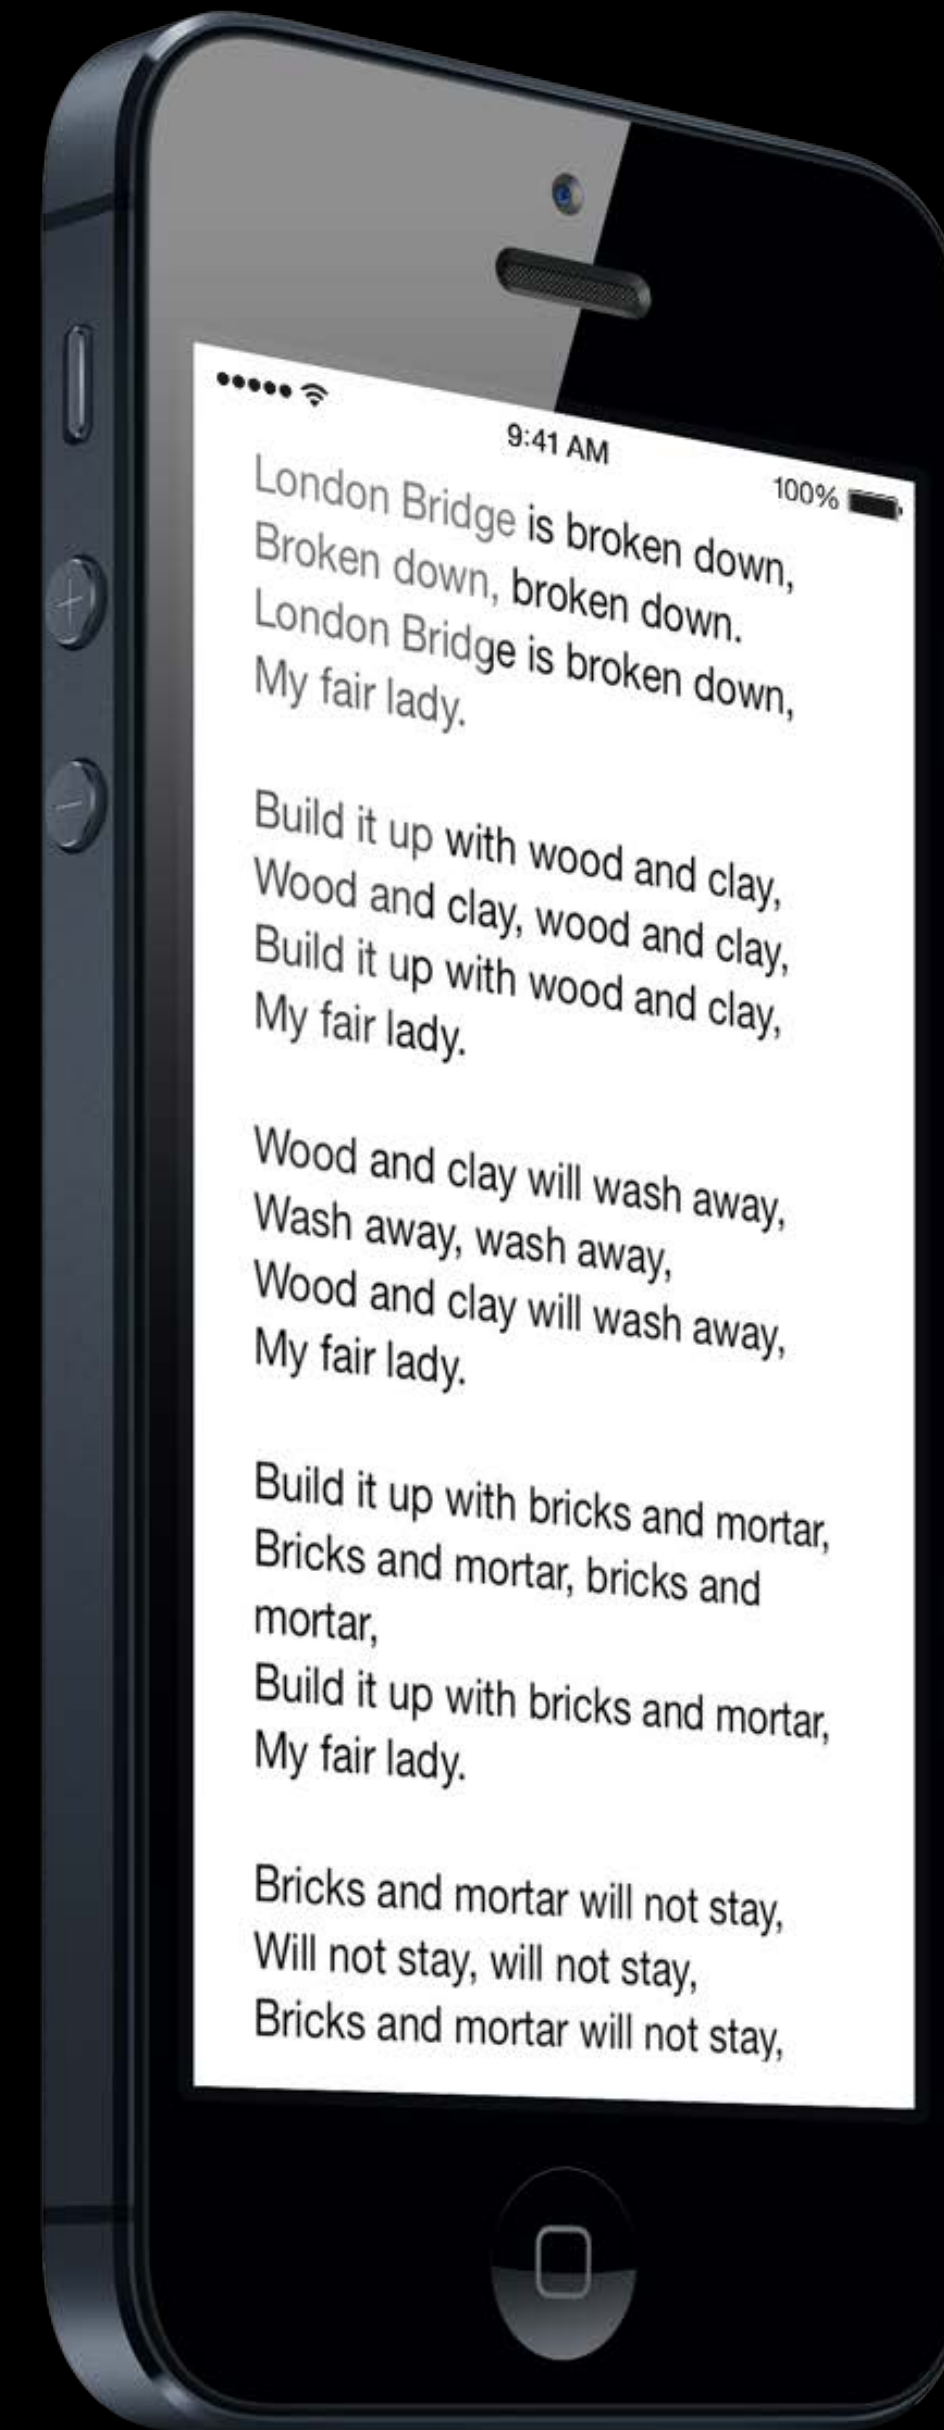 9:41 AM
100%
London Bridge is broken down,
Broken down, broken down.
London Bridge is broken down,
My fair lady.
Build it up with wood and clay,
Wood and clay, wood and clay,
Build it up with wood and clay,
My fair lady.
Wood and clay will wash away,
Wash away, wash away,
Wood and clay will wash away,
My fair lady.
Build it up with bricks and mortar,
Bricks and mortar, bricks and
mortar,
Build it up with bricks and mortar,
My fair lady.
Bricks and mortar will not stay,
Will not stay, will not stay,
Bricks and mortar will not stay,